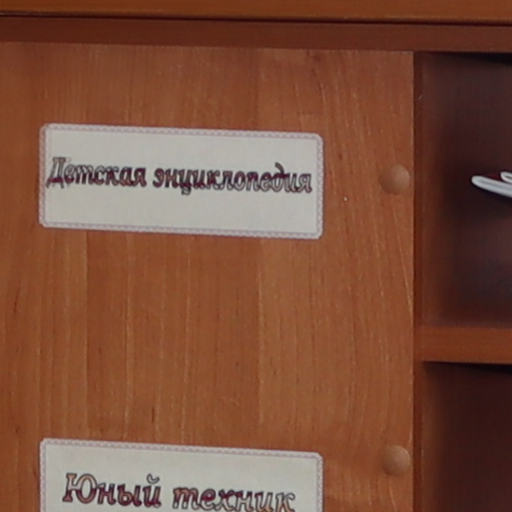 Детская энциклопедия
Юный техник